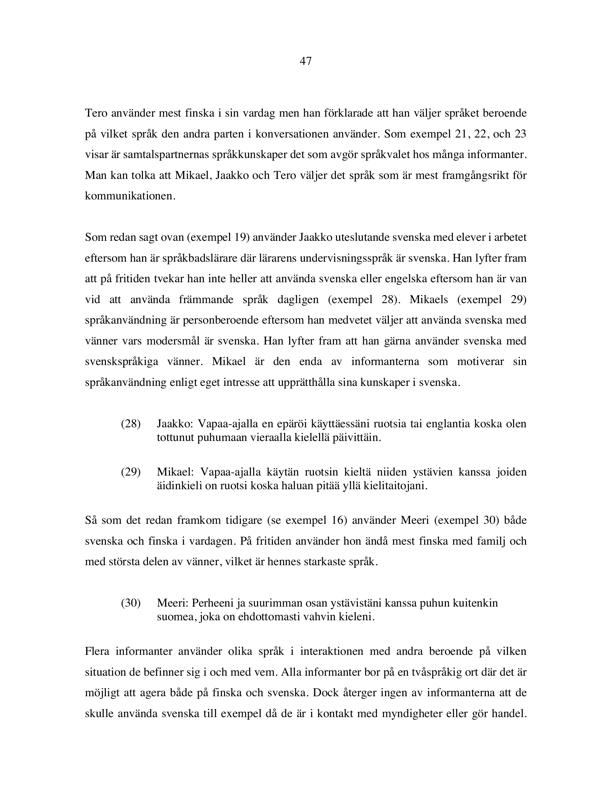 47
Tero använder mest finska i sin vardag men han förklarade att han väljer språket beroende
på vilket språk den andra parten i konversationen använder. Som exempel 21, 22, och 23
visar är samtalspartnernas språkkunskaper det som avgör språkvalet hos många informanter.
Man kan tolka att Mikael, Jaakko och Tero väljer det språk som är mest framgångsrikt för
kommunikationen.
Som redan sagt ovan (exempel 19) använder Jaakko uteslutande svenska med elever i arbetet
eftersom han är språkbadslärare där lärarens undervisningsspråk är svenska. Han lyfter fram
att på fritiden tvekar han inte heller att använda svenska eller engelska eftersom han är van
vid att använda främmande språk dagligen (exempel 28). Mikaels (exempel 29)
språkanvändning är personberoende eftersom han medvetet väljer att använda svenska med
vänner vars modersmål är svenska. Han lyfter fram att han gärna använder svenska med
svenskspråkiga vänner. Mikael är den enda av informanterna som motiverar sin
språkanvändning enligt eget intresse att upprätthålla sina kunskaper i svenska.
(28) Jaakko: Vapaa-ajalla en epäröi käyttäessäni ruotsia tai englantia koska olen
tottunut puhumaan vieraalla kielellä päivittäin.
(29) Mikael: Vapaa-ajalla käytän ruotsin kieltä niiden ystävien kanssa joiden
äidinkieli on ruotsi koska haluan pitää yllä kielitaitojani.
Så som det redan framkom tidigare (se exempel 16) använder Meeri (exempel 30) både
svenska och finska i vardagen. På fritiden använder hon ändå mest finska med familj och
med största delen av vänner, vilket är hennes starkaste språk.
(30) Meeri: Perheeni ja suurimman osan ystävistäni kanssa puhun kuitenkin
suomea, joka on ehdottomasti vahvin kieleni.
Flera informanter använder olika språk i interaktionen med andra beroende på vilken
situation de befinner sig i och med vem. Alla informanter bor på en tvåspråkig ort där det är
möjligt att agera både på finska och svenska. Dock återger ingen av informanterna att de
skulle använda svenska till exempel då de är i kontakt med myndigheter eller gör handel.